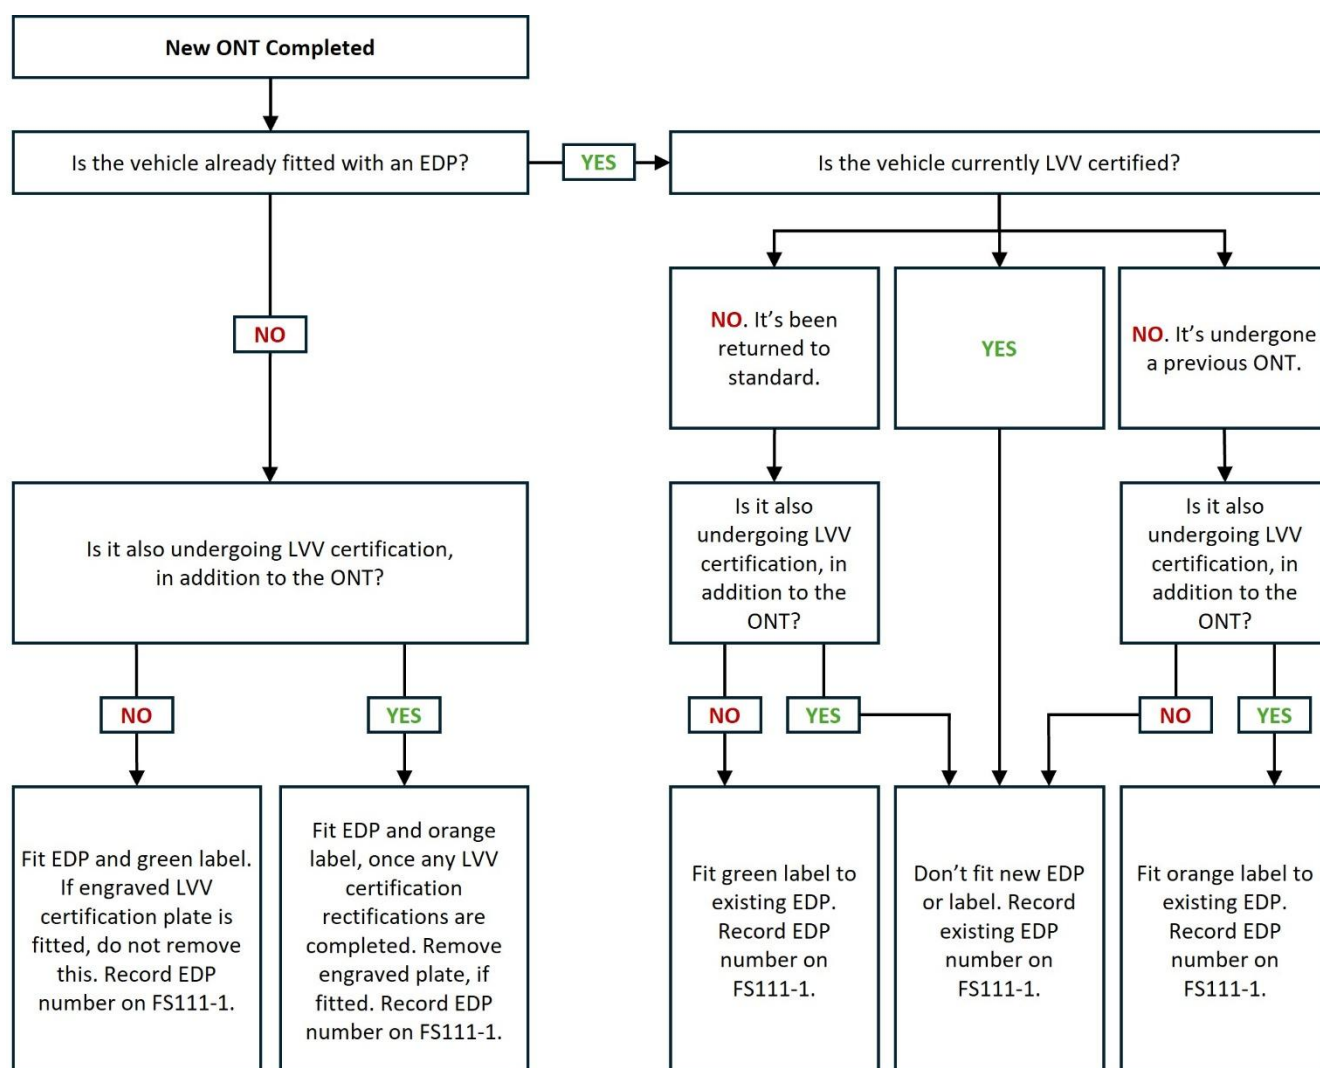 New ONT Completed
Is the vehicle already fitted with an EDP?
YES
Is the vehicle currently LVV certified?
NO
NO. It’s been
returned to
standard.
YES
NO. It’s undergone
a previous ONT.
Is it also undergoing LVV certification,
in addition to the ONT?
Is it also
undergoing LVV
certification, in
addition to the
ONT?
Is it also
undergoing LVV
certification, in
addition to the
ONT?
NO
YES
NO
YES
NO
YES
Fit EDP and green label.
If engraved LVV
certification plate is
fitted, do not remove
this. Record EDP
number on FS111-1.
Fit EDP and orange
label, once any LVV
certification
rectifications are
completed. Remove
engraved plate, if
fitted. Record EDP
number on FS111-1.
Fit green label to
existing EDP.
Record EDP
number on
FS111-1.
Don’t fit new EDP
or label. Record
existing EDP
number on
FS111-1.
Fit orange label to
existing EDP.
Record EDP
number on
FS111-1.